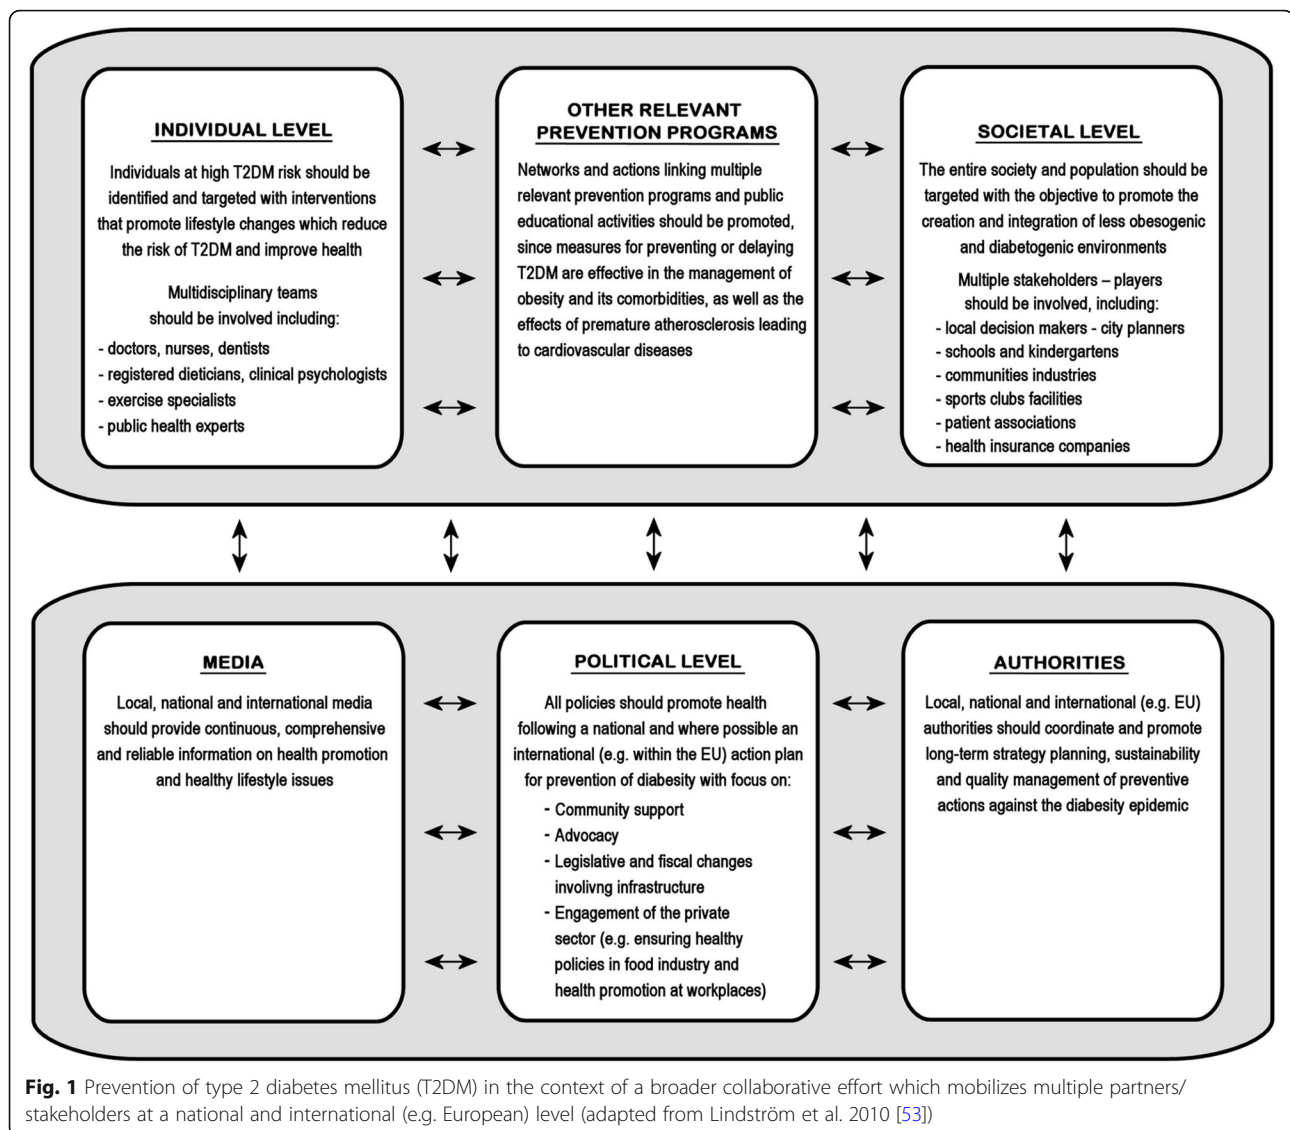 INDIVIDUAL LEVEL
Individuals at high T2DM risk should be
identified and targeted with interventions
that promote lifestyle changes which reduce
the risk of T2DM and improve health
Multidisciplinary teams
should be involved including:
- doctors, nurses, dentists
- registered dieticians, clinical psychologists
- exercise specialists
- public health experts
OTHER RELEVANT
PREVENTION PROGRAMS
Networks and actions linking multiple
relevant prevention programs and public
educational activities should be promoted,
since measures for preventing or delaying
T2DM are effective in the management of
obesity and its comorbidities, as well as the
effects of premature atherosclerosis leading
to cardiovascular diseases
SOCIETAL LEVEL
The entire society and population should be
targeted with the objective to promote the
creation and integration of less obesogenic
and diabetogenic environments
Multiple stakeholders – players
should be involved, including:
- local decision makers - city planners
- schools and kindergartens
- communities industries
- sports clubs facilities
- patient associations
- health insurance companies
MEDIA
Local, national and international media
should provide continuous, comprehensive
and reliable information on health promotion
and healthy lifestyle issues
POLITICAL LEVEL
All policies should promote health
following a national and where possible an
international (e.g. within the EU) action plan
for prevention of diabesity with focus on:
- Community support
- Advocacy
- Legislative and fiscal changes
involivng infrastructure
- Engagement of the private
sector (e.g. ensuring healthy
policies in food industry and
health promotion at workplaces)
AUTHORITIES
Local, national and international (e.g. EU)
authorities should coordinate and promote
long-term strategy planning, sustainability
and quality management of preventive
actions against the diabesity epidemic
Fig. 1 Prevention of type 2 diabetes mellitus (T2DM) in the context of a broader collaborative effort which mobilizes multiple partners/
stakeholders at a national and international (e.g. European) level (adapted from Lindström et al. 2010 [53])